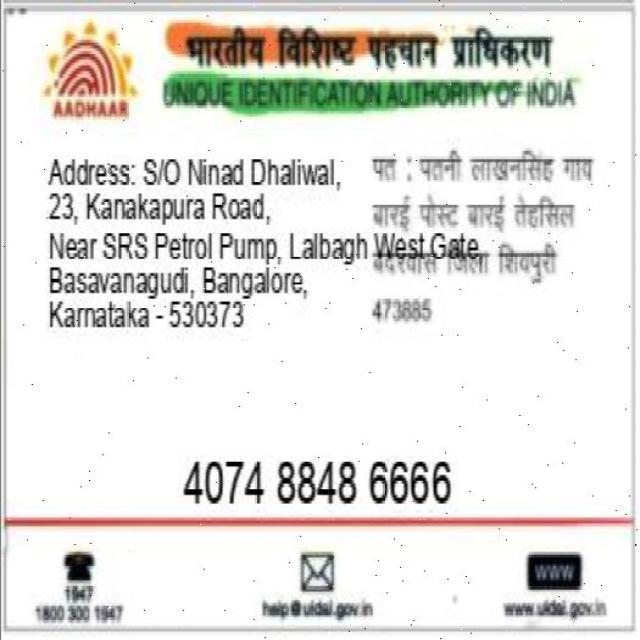 भारतीय विशिष्ट पहचान प्राधिकरण
AADHAAR
UNIQUE IDENTIFICATION AUTHORITY OF INDIA
Address: S/O Ninad Dhaliwal,
23, Kanakapura Road,
Near SRS Petrol Pump, Lalbagh West Gate,
Basavanagudi, Bangalore,
Karnataka - 530373
पत : पतनी लाखनसिंह गाव
बारई पोस्ट बारई तेहसिल
बदरवास जिला शिवपुरी
473885
4074 8848 6666
1947
1800 300 1947
help@uidai.gov.in
WWW
www.uidai.gov.in